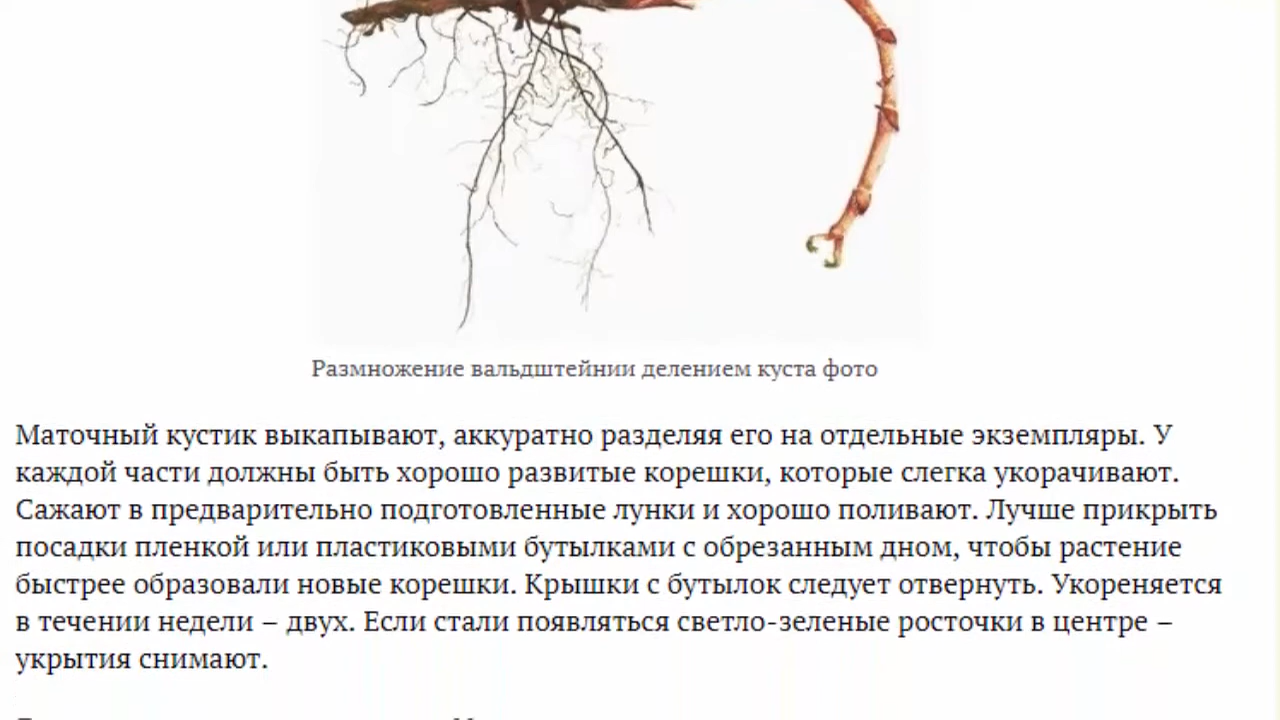 Размножение вальдштейнии делением куста фото
Маточный кустик выкапывают, аккуратно разделяя его на отдельные экземпляры. У
каждой части должны быть хорошо развитые корешки, которые слегка укорачивают.
Сажают в предварительно подготовленные лунки и хорошо поливают. Лучше прикрыть
посадки пленкой или пластиковыми бутылками с обрезанным дном, чтобы растение
быстрее образовали новые корешки. Крышки с бутылок следует отвернуть. Укореняется
в течении недели – двух. Если стали появляться светло-зеленые росточки в центре –
укрытия снимают.